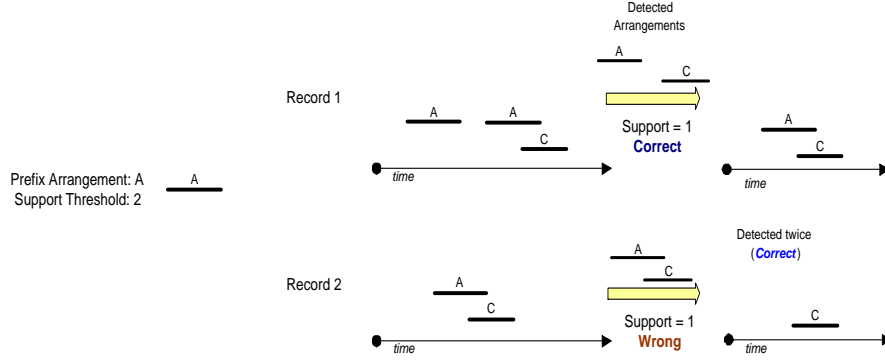 Detected
Arrangements
A
C
Record 1
A
A
C
Support = 1
Correct
A
C
time
time
Prefix Arrangement: A
Support Threshold: 2
A
Detected twice
(Correct)
A
C
Record 2
A
C
Support = 1
Wrong
C
time
time